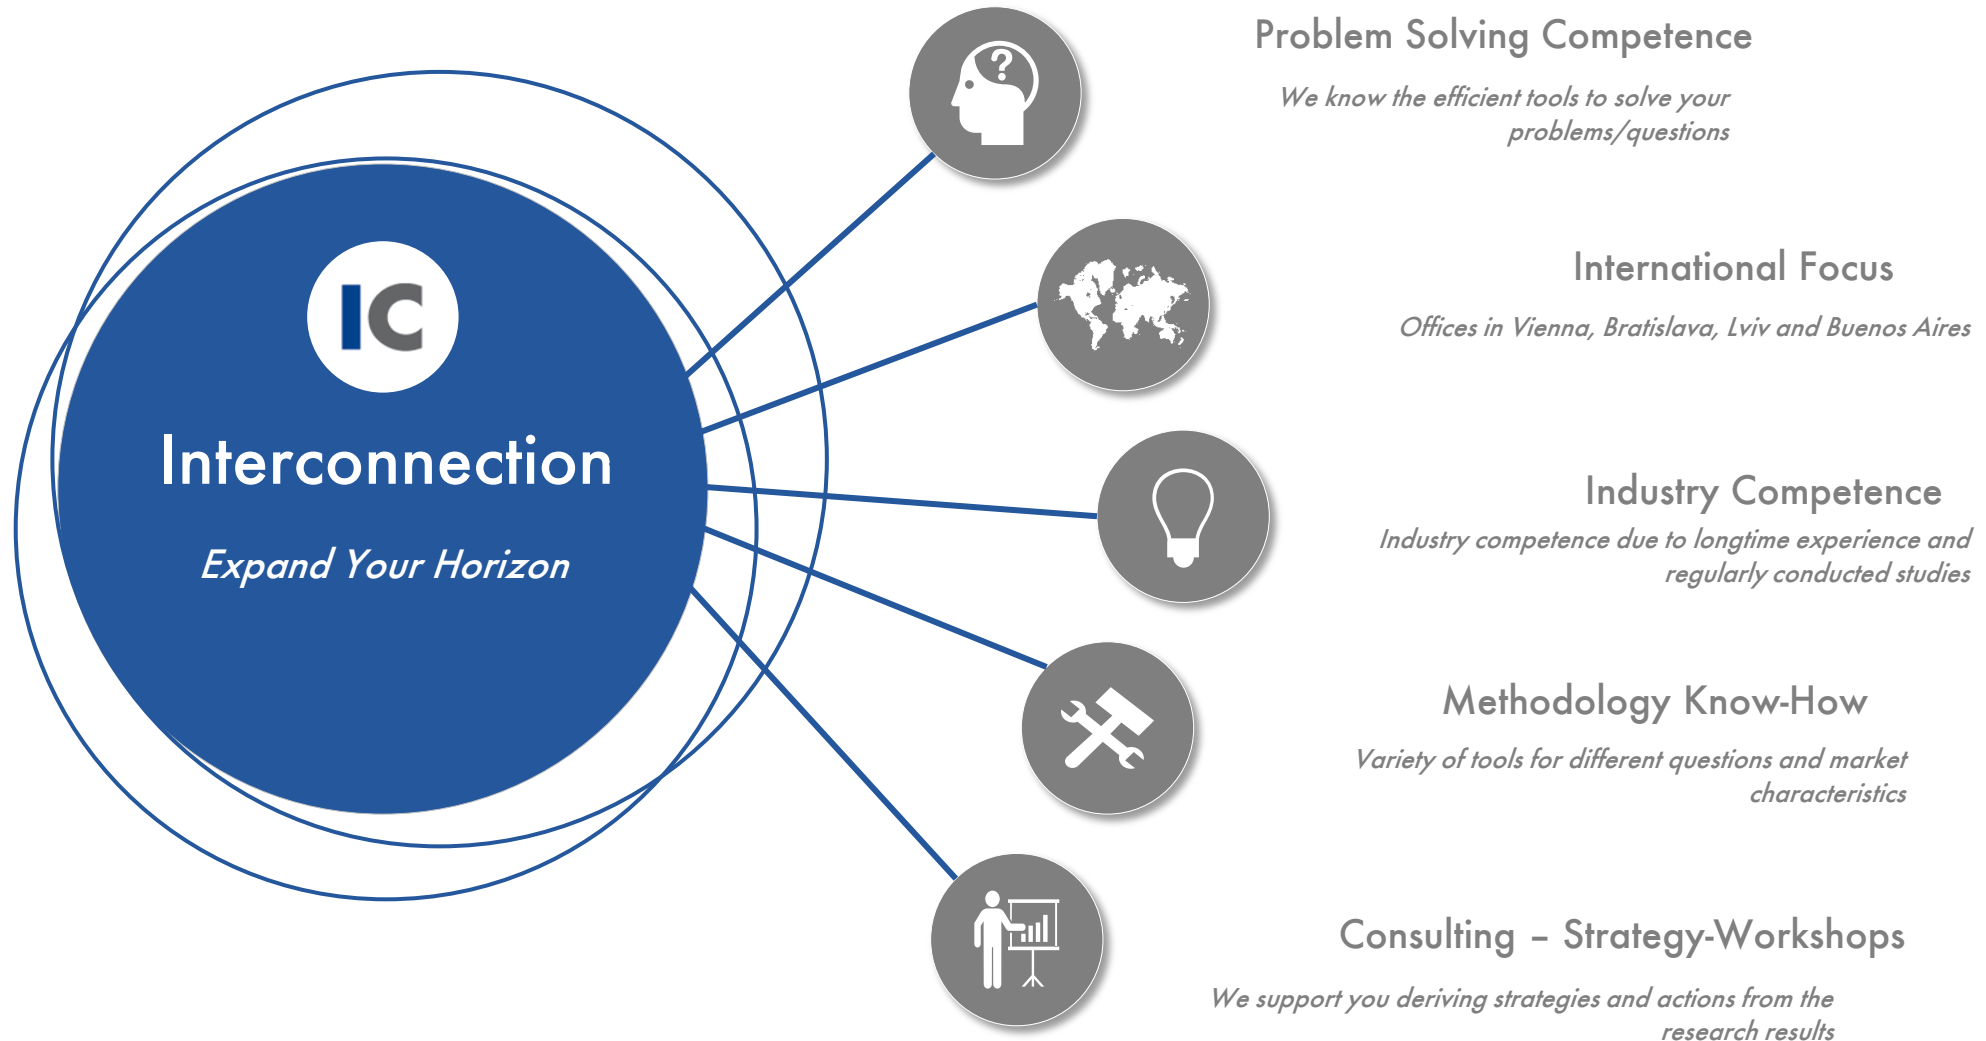 IC
Interconnection
Expand Your Horizon
?
Problem Solving Competence
We know the efficient tools to solve your
problems/questions
International Focus
Offices in Vienna, Bratislava, Lviv and Buenos Aires
Industry Competence
Industry competence due to longtime experience and
regularly conducted studies
Methodology Know-How
Variety of tools for different questions and market
characteristics
Consulting – Strategy-Workshops
We support you deriving strategies and actions from the
research results